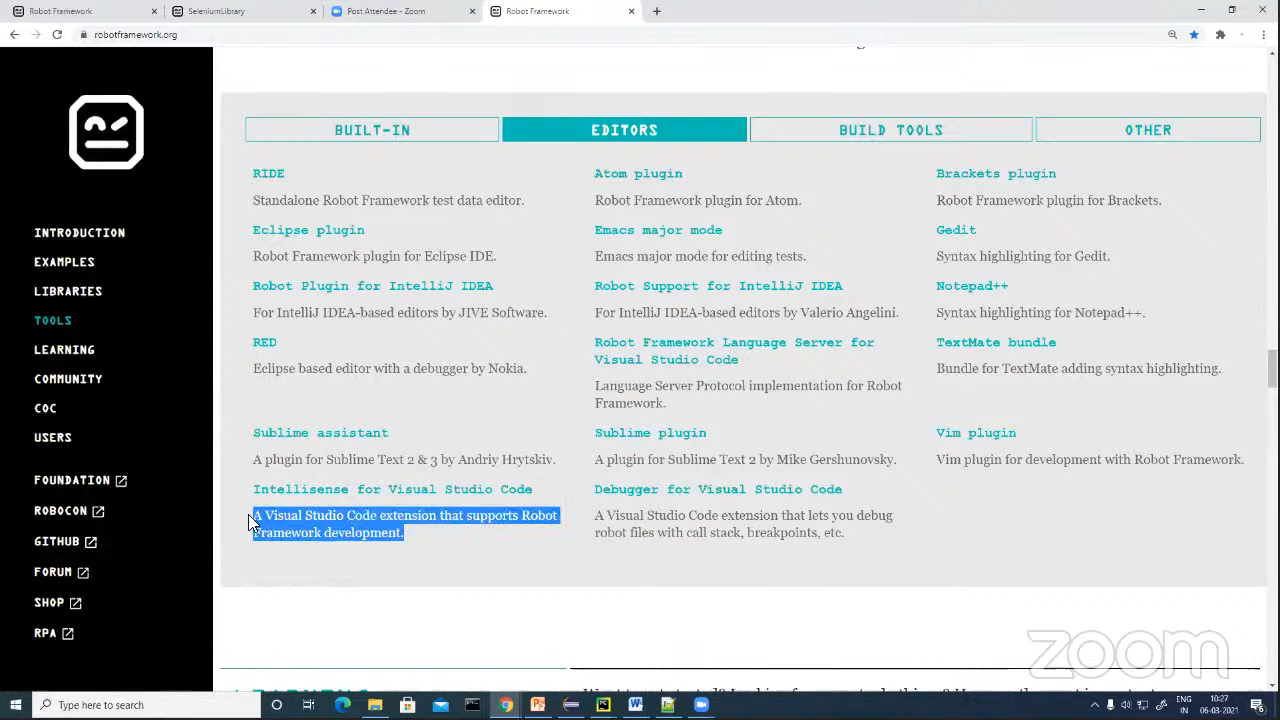 Robot Framework
SeleniumLibrary
Post Attendee - Zoom
Robot Framework
roboticframework.org
BUILT-IN
EDITORS
BUILD TOOLS
OTHER
INTRODUCTION
EXAMPLES
LIBRARIES
TOOLS
LEARNING
COMMUNITY
COC
USERS
FOUNDATION
ROBOCON
GITHUB
FORUM
SHOP
RPA
RIDE
Standalone Robot Framework test data editor.
Atom plugin
Robot Framework plugin for Atom.
Brackets plugin
Robot Framework plugin for Brackets.
Eclipse plugin
Robot Framework plugin for Eclipse IDE.
Emacs major mode
Emacs major mode for editing tests.
Gedit
Syntax highlighting for Gedit.
Robot Plugin for IntelliJ IDEA
For IntelliJ IDEA-based editors by JIVE Software.
Robot Support for IntelliJ IDEA
For IntelliJ IDEA-based editors by Valerio Angelini.
Notepad++
Syntax highlighting for Notepad++.
RED
Eclipse based editor with a debugger by Nokia.
Robot Framework Language Server for
Visual Studio Code
Language Server Protocol implementation for Robot
Framework.
TextMate bundle
Bundle for TextMate adding syntax highlighting.
Sublime assistant
A plugin for Sublime Text 2 & 3 by Andriy Hrytskiv.
Sublime plugin
A plugin for Sublime Text 2 by Mike Gershunovsky.
Vim plugin
Vim plugin for development with Robot Framework.
Intellisense for Visual Studio Code
A Visual Studio Code extension that supports Robot
Framework development.
Debugger for Visual Studio Code
A Visual Studio Code extension that lets you debug
robot files with call stack, breakpoints, etc.
zoom
Type here to search
ENG
IN
10:27
06-08-2021